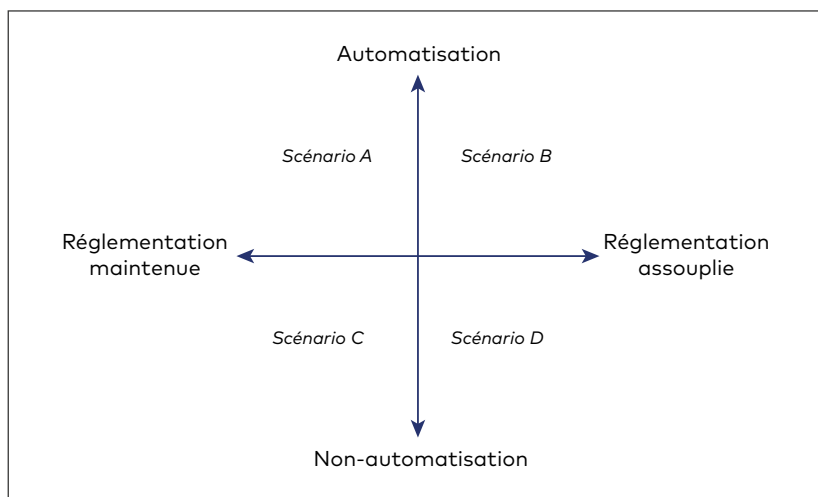 Automatisation
Scénario A
Scénario B
Réglementation
maintenue
Réglementation
assouplie
Scénario C
Scénario D
Non-automatisation